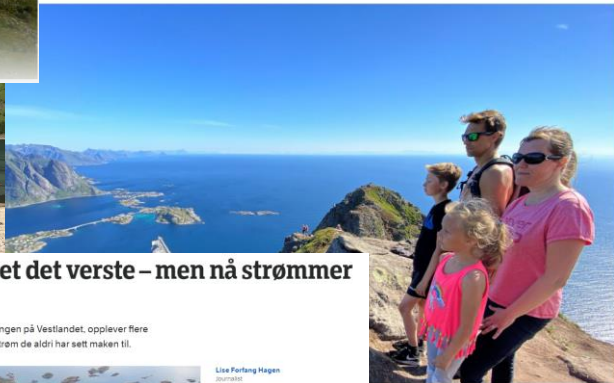 et det verste – men nå strømmer
ngen på Vestlandet, opplever flere
trøm de aldri har sett maken til.
Lise Forfang Hagen
Journalist